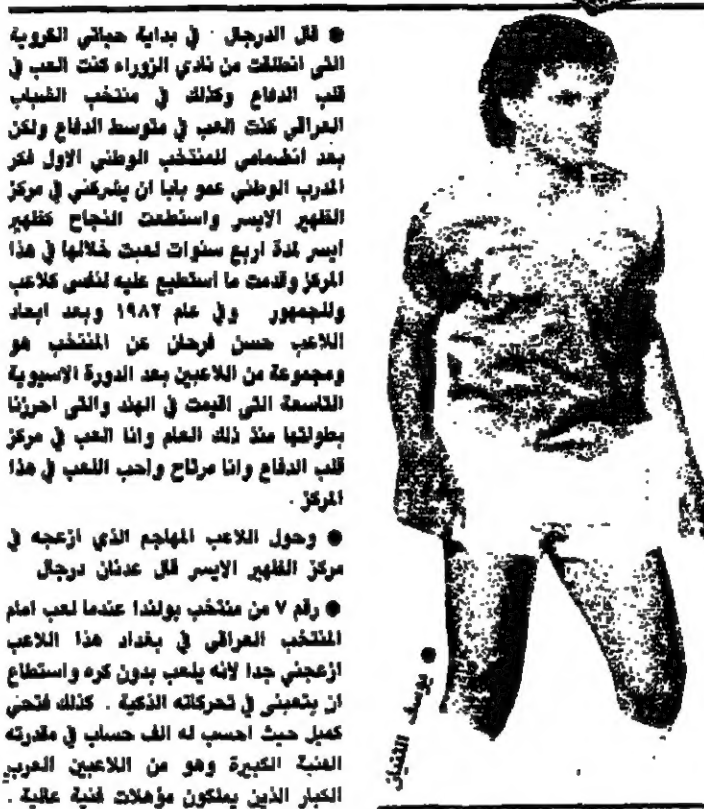 ● قال الدرجال · في بداية حياتي الكروية
التي انطلقت من نادي الزوراء كنت العب في
قلب الدفاع وكذلك في منتخب الشباب
العراقي كنت العب في متوسط الدفاع ولكن
بعد انضمامي للمنتخب الوطني الاول فكر
المدرب الوطني عمو بابا ان يشركني في مركز
الظهير الايسر واستطعت النجاح كظهير
ايسر لمدة اربع سنوات لعبت خلالها في هذا
المركز وقدمت ما أستطيع عليه لنفسي كلاعب
وللجمهور وفي عام ١٩٨٢ وبعد ابعاد
اللاعب حسن فرحان عن المنتخب هو
ومجموعة من اللاعبين بعد الدورة الاسيوية
التاسعة التي اقيمت في الهند والتي احرزنا
بطولتها منذ ذلك العام وانا العب في مركز
قلب الدفاع وانا مرتاح واحب اللعب في هذا
المركز .
● وحول اللاعب المهاجم الذي ازعجه في
مركز الظهير الايسر قال عدنان درجال
● رقم ٧ من منتخب بولندا عندما لعب امام
المنتخب العراقي في بغداد هذا اللاعب
ازعجني جدا لانه يلعب بدون كره واستطاع
ان يتعبني في تحركاته الذكية . كذلك فتحي
كميل حيث احسب له الف حساب في مقدرته
الفنية الكبيرة وهو من اللاعبين العرب
الكبار الذين يملكون مؤهلات فنية عالية .
● يوسف الثنيان